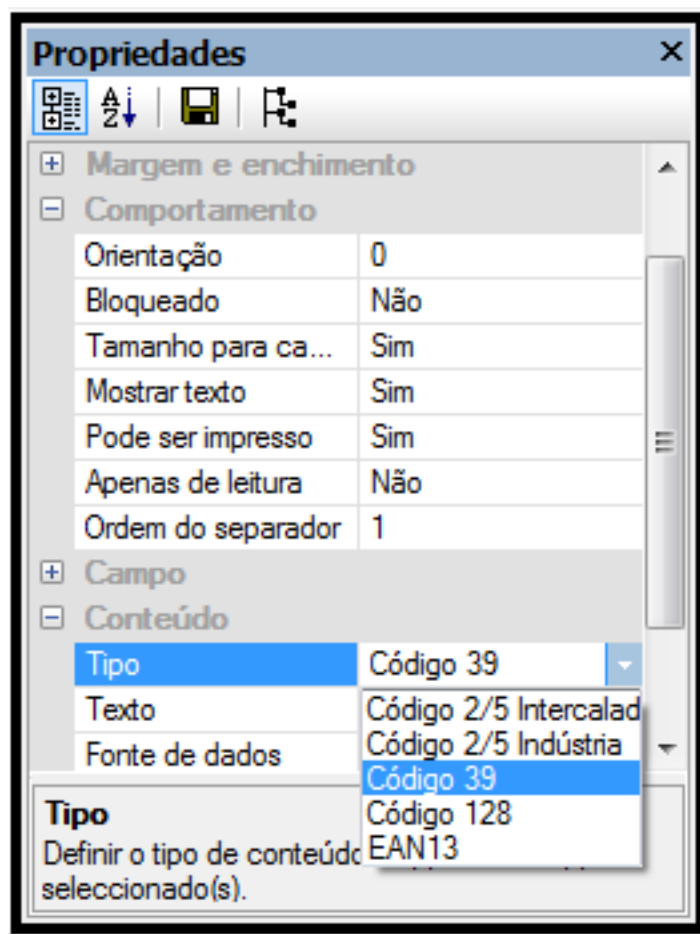 Propriedades
Margem e enchimento
Comportamento
Orientação 0
Bloqueado Não
Tamanho para ca... Sim
Mostrar texto Sim
Pode ser impresso Sim
Apenas de leitura Não
Ordem do separador 1
Campo
Conteúdo
Tipo Código 39
Texto
Fonte de dados
Código 2/5 Intercalad
Código 2/5 Indústria
Código 39
Código 128
EAN13
Tipo
Definir o tipo de conteúdo
seleccionado(s).